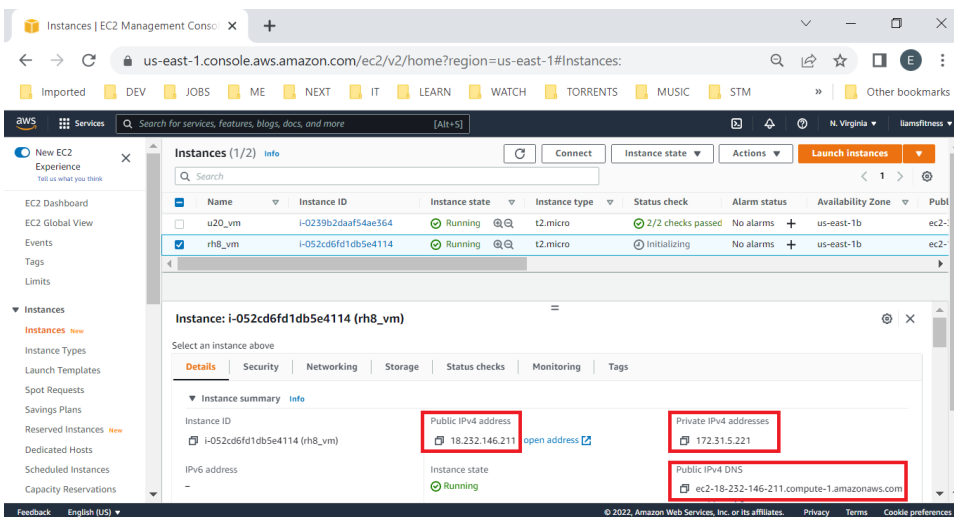 Instances | EC2 Management Consol
us-east-1.console.aws.amazon.com/ec2/v2/home?region=us-east-1#Instances:
E
Imported DEV JOBS ME NEXT IT LEARN WATCH TORRENTS MUSIC STM » Other bookmarks
aws Services Search for services, features, blogs, docs, and more [Alt+S] N. Virginia ▼ liamsfitness ▼
New EC2
Experience
Tell us what you think
EC2 Dashboard
EC2 Global View
Events
Tags
Limits
▼ Instances
Instances New
Instance Types
Launch Templates
Spot Requests
Savings Plans
Reserved Instances New
Dedicated Hosts
Scheduled Instances
Capacity Reservations
Instances (1/2) Info
Connect Instance state ▼ Actions ▼ Launch instances ▼
Search
< 1 >
Name Instance ID Instance state Instance type Status check Alarm status Availability Zone Publ
u20_vm i-0239b2daaf54ae364 Running t2.micro 2/2 checks passed No alarms + us-east-1b ec2-
rh8_vm i-052cd6fd1db5e4114 Running t2.micro Initializing No alarms + us-east-1b ec2-
Instance: i-052cd6fd1db5e4114 (rh8_vm)
Select an instance above
Details Security Networking Storage Status checks Monitoring Tags
▼ Instance summary Info
Instance ID Public IPv4 address Private IPv4 addresses
i-052cd6fd1db5e4114 (rh8_vm) 18.232.146.211 open address 172.31.5.221
IPv6 address Instance state Public IPv4 DNS
– Running ec2-18-232-146-211.compute-1.amazonaws.com
Feedback English (US) ▼ © 2022, Amazon Web Services, Inc. or its affiliates. Privacy Terms Cookie preferences